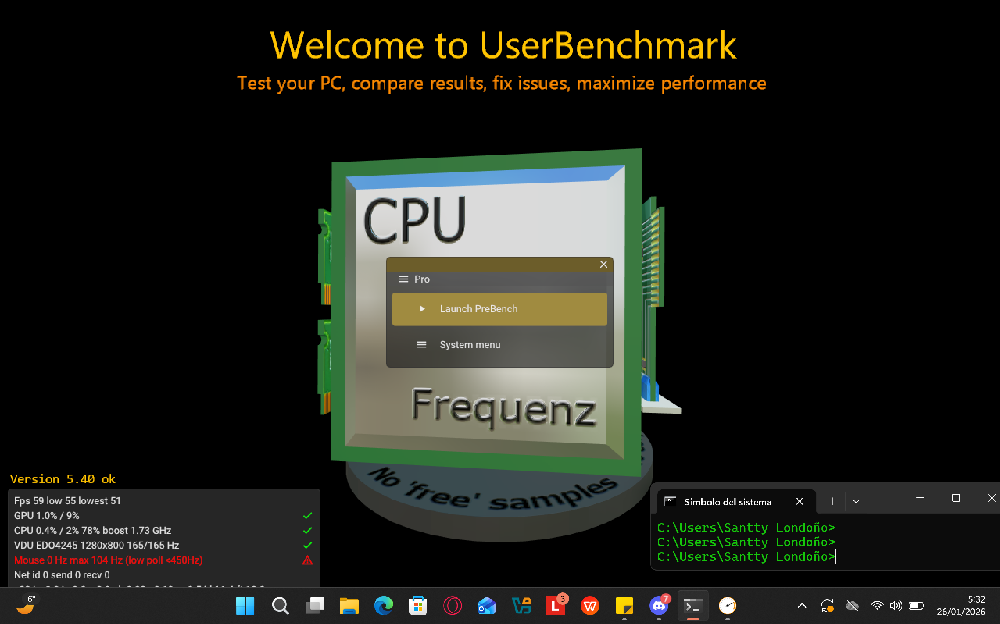 Welcome to UserBenchmark
Test your PC, compare results, fix issues, maximize performance
CPU
Pro
Launch PreBench
System menu
Frequenz
No 'free' samples
Version 5.40 ok
Fps 59 low 55 lowest 51
GPU 1.0% / 9%
CPU 0.4% / 2% 78% boost 1.73 GHz
VDU EDO4245 1280x800 165/165 Hz
Mouse 0 Hz max 104 Hz (low poll <450Hz)
Net id 0 send 0 recv 0
Símbolo del sistema
C:\Users\Santty Londoño>
C:\Users\Santty Londoño>
C:\Users\Santty Londoño>
6°
3
7
5:32
26/01/2026